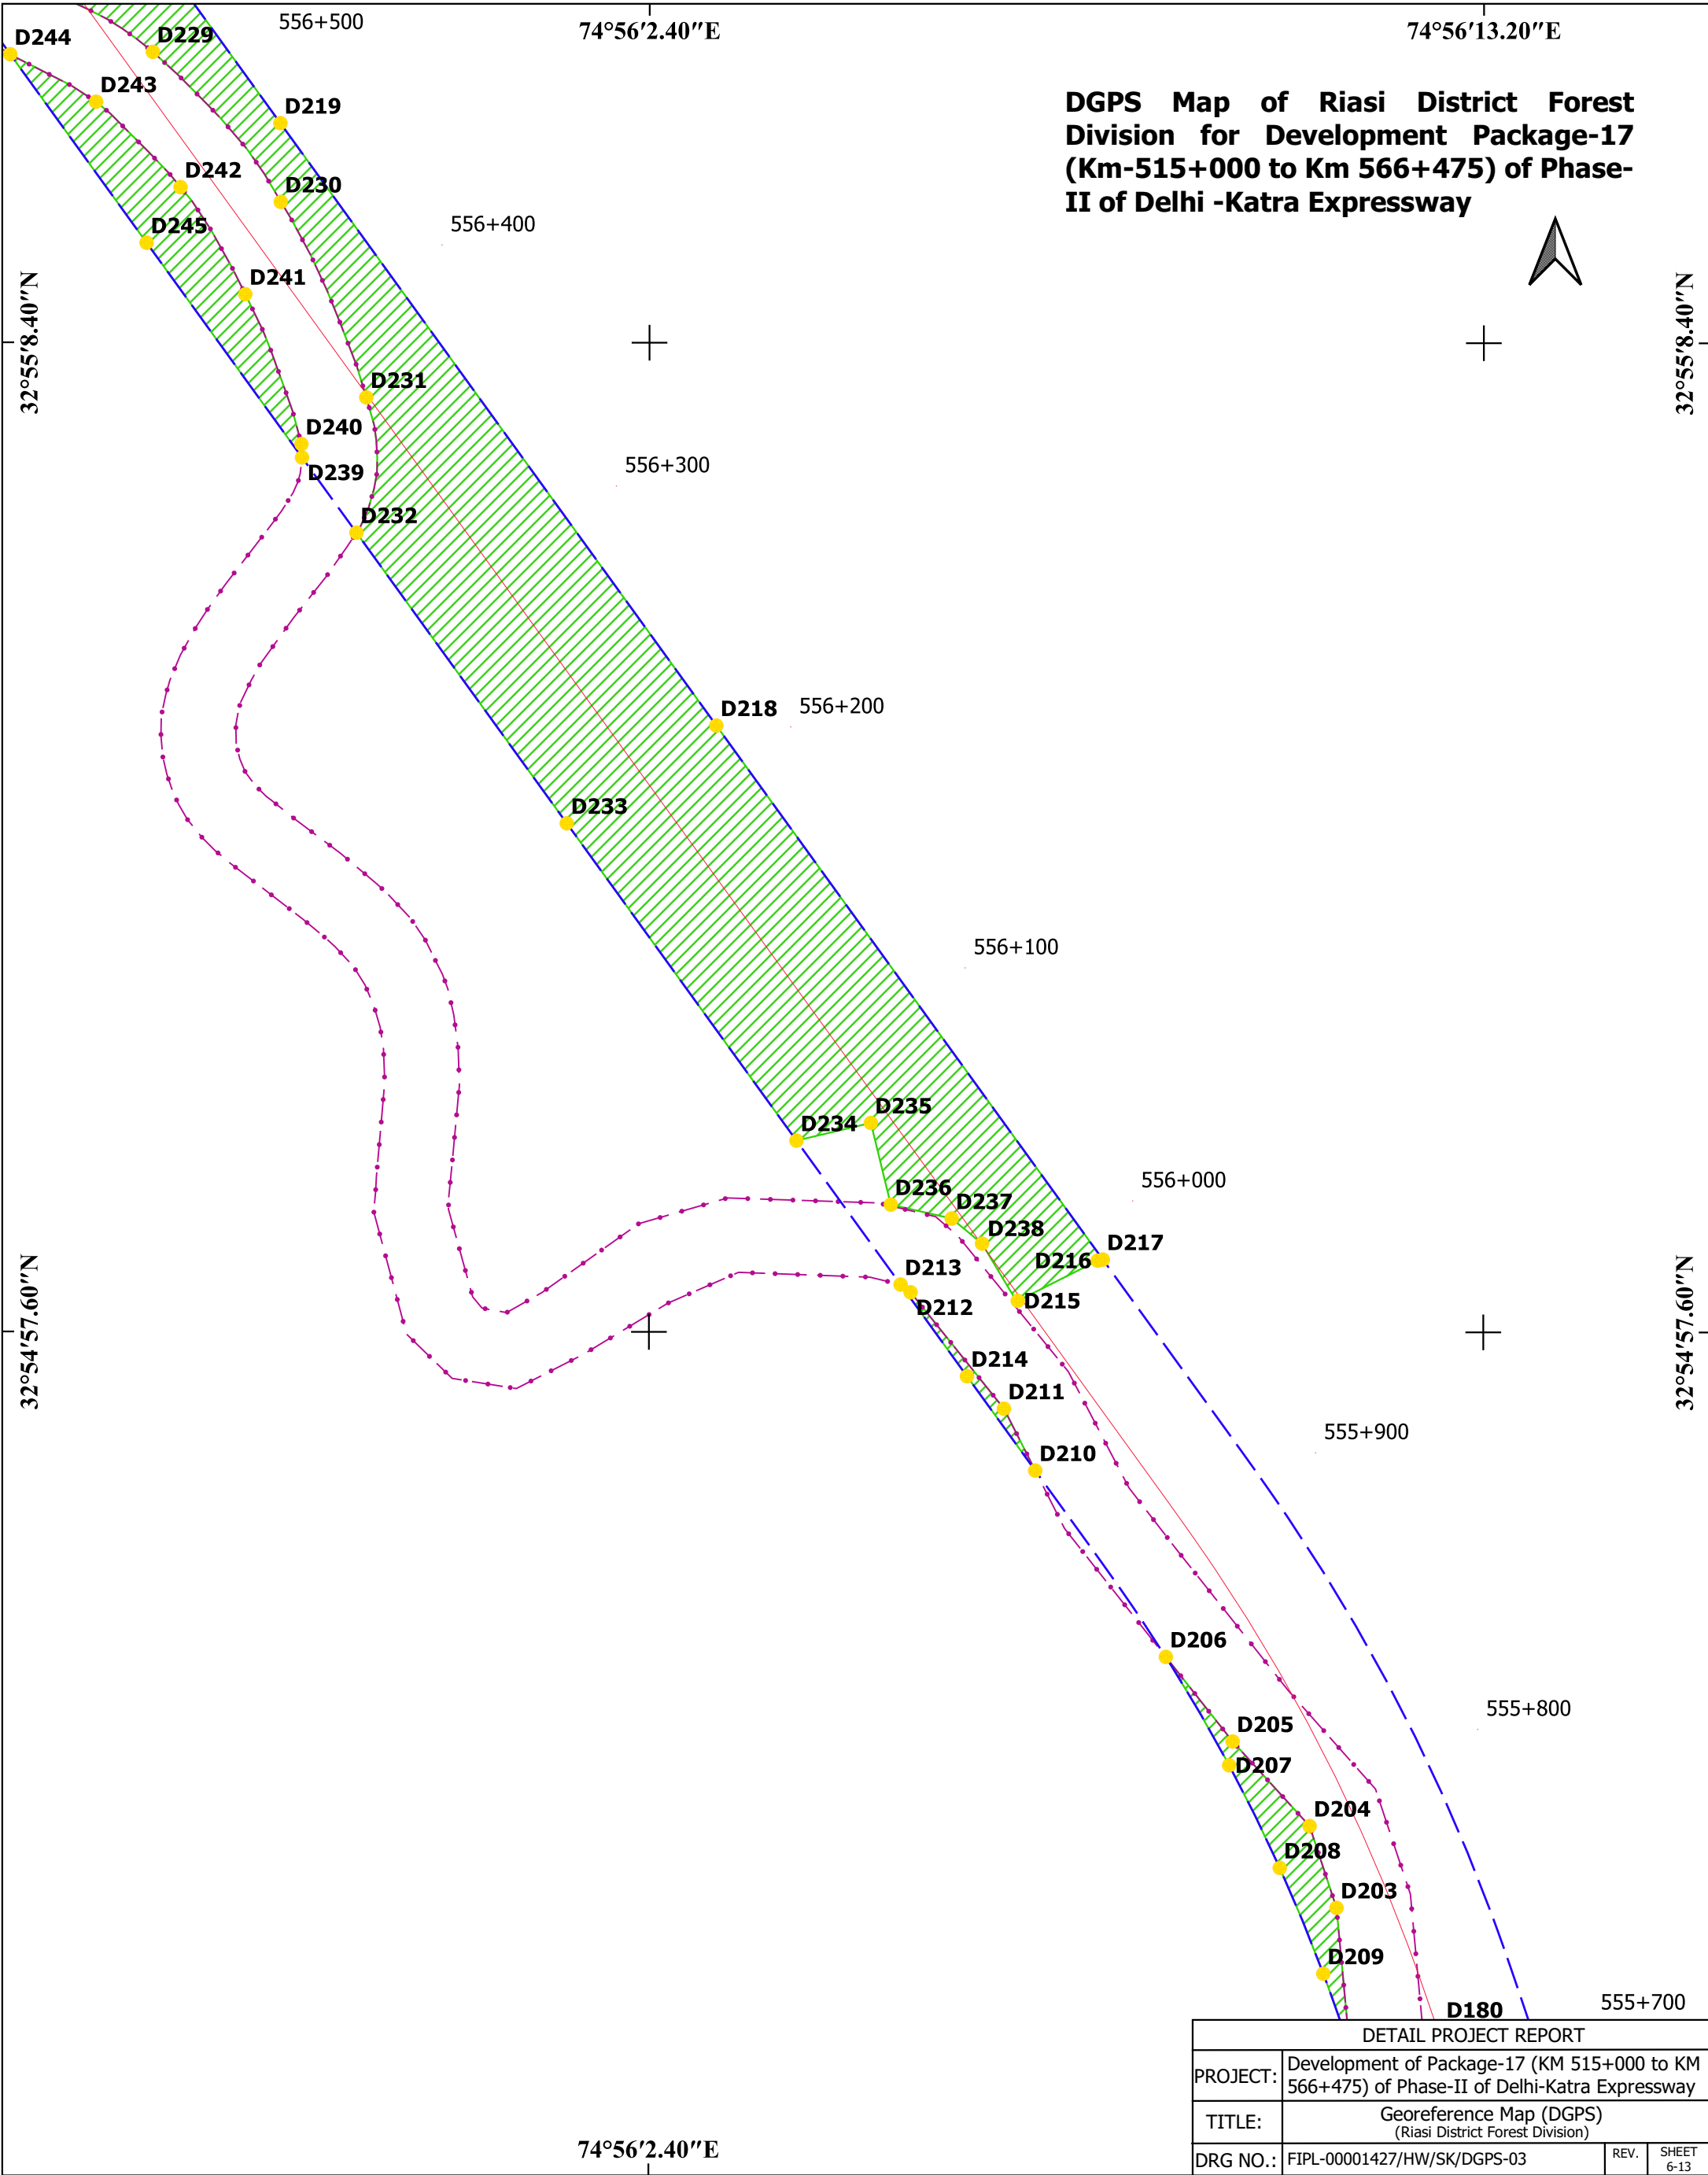 556+500
74°56′2.40″E
74°56′13.20″E
D244
D229
D243
D219
DGPS Map of Riasi District Forest
Division for Development Package-17
(Km-515+000 to Km 566+475) of Phase-
II of Delhi -Katra Expressway
D242
D230
556+400
D245
D241
32°55′8.40″N
32°55′8.40″N
D231
D240
D239
556+300
D232
D218
556+200
D233
556+100
D235
D234
556+000
D236
D237
D238
D217
D216
D213
D215
D212
32°54′57.60″N
32°54′57.60″N
D214
D211
555+900
D210
D206
555+800
D205
D207
D204
D208
D203
D209
D180
555+700
DETAIL PROJECT REPORT
PROJECT:
Development of Package-17 (KM 515+000 to KM
566+475) of Phase-II of Delhi-Katra Expressway
TITLE:
Georeference Map (DGPS)
(Riasi District Forest Division)
74°56′2.40″E
DRG NO.:
FIPL-00001427/HW/SK/DGPS-03
REV.
SHEET
6-13